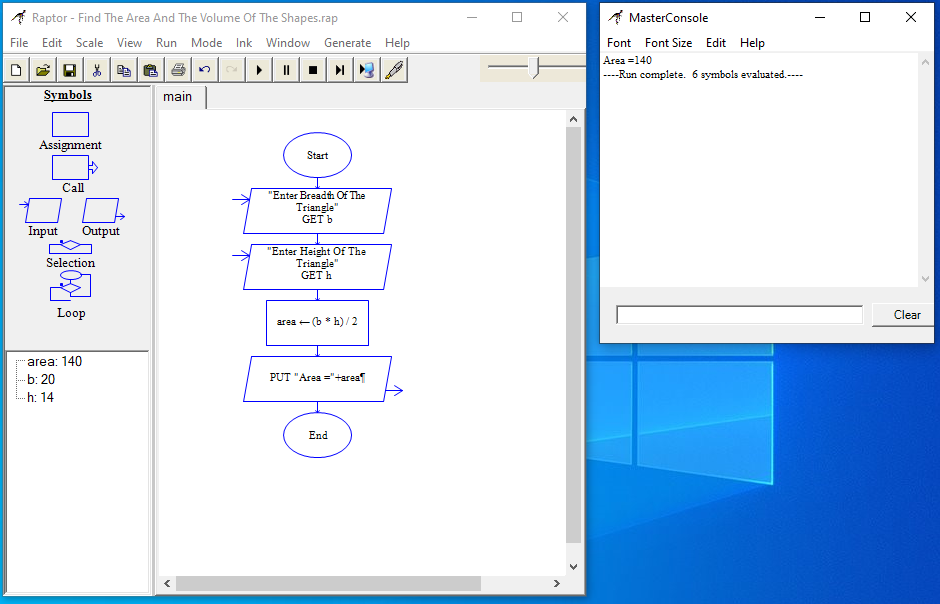 Raptor - Find The Area And The Volume Of The Shapes.rap
File Edit Scale View Run Mode Ink Window Generate Help
Symbols
Assignment
Call
Input Output
Selection
Loop
area: 140
b: 20
h: 14
main
Start
"Enter Breadth Of The
Triangle"
GET b
"Enter Height Of The
Triangle"
GET h
area ← (b * h) / 2
PUT "Area ="+area¶
End
MasterConsole
Font Font Size Edit Help
Area =140
----Run complete. 6 symbols evaluated.----
Clear